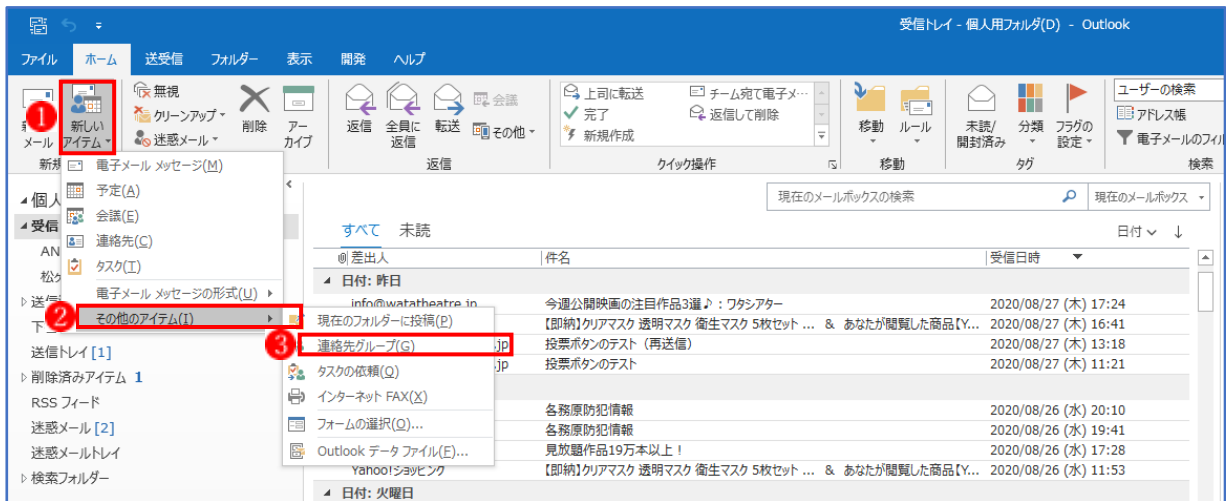 受信トレイ - 個人用フォルダ(D) - Outlook
ファイル ホーム 送受信 フォルダー 表示 開発 ヘルプ
1
新しい
アイテム
メール
無視
クリーンアップ
迷惑メール
削除
アー
カイブ
返信
全員に
返信
転送
会議
その他
返信
上司に転送
完了
新規作成
チーム宛て電子メ…
返信して削除
クイック操作
移動
ルール
移動
未読/
開封済み
分類
フラグの
設定
タグ
ユーザーの検索
アドレス帳
電子メールのフィル
検索
電子メール メッセージ(M)
予定(A)
会議(E)
連絡先(C)
タスク(T)
電子メール メッセージの形式(U)
2
その他のアイテム(I)
現在のフォルダーに投稿(P)
3
連絡先グループ(G)
タスクの依頼(Q)
インターネット FAX(X)
フォームの選択(O)...
Outlook データ ファイル(F)...
受信
AN
送信トレイ [1]
削除済みアイテム 1
RSS フィード
迷惑メール [2]
迷惑メールトレイ
検索フォルダー
現在のメールボックスの検索
現在のメールボックス
すべて 未読
日付
差出人 件名 受信日時
日付: 昨日
info@watatheatre.jp 今週公開映画の注目作品3選♪:ワタシアター 2020/08/27 (木) 17:24
【即納】クリアマスク 透明マスク 衛生マスク 5枚セット ... & あなたが閲覧した商品【Y... 2020/08/27 (木) 16:41
.jp 投票ボタンのテスト(再送信) 2020/08/27 (木) 13:18
.jp 投票ボタンのテスト 2020/08/27 (木) 11:21
各務原防犯情報 2020/08/26 (水) 20:10
各務原防犯情報 2020/08/26 (水) 19:41
見放題作品19万本以上! 2020/08/26 (水) 17:28
Yahoo!ショッピング 【即納】クリアマスク 透明マスク 衛生マスク 5枚セット ... & あなたが閲覧した商品【Y... 2020/08/26 (水) 11:53
日付: 火曜日